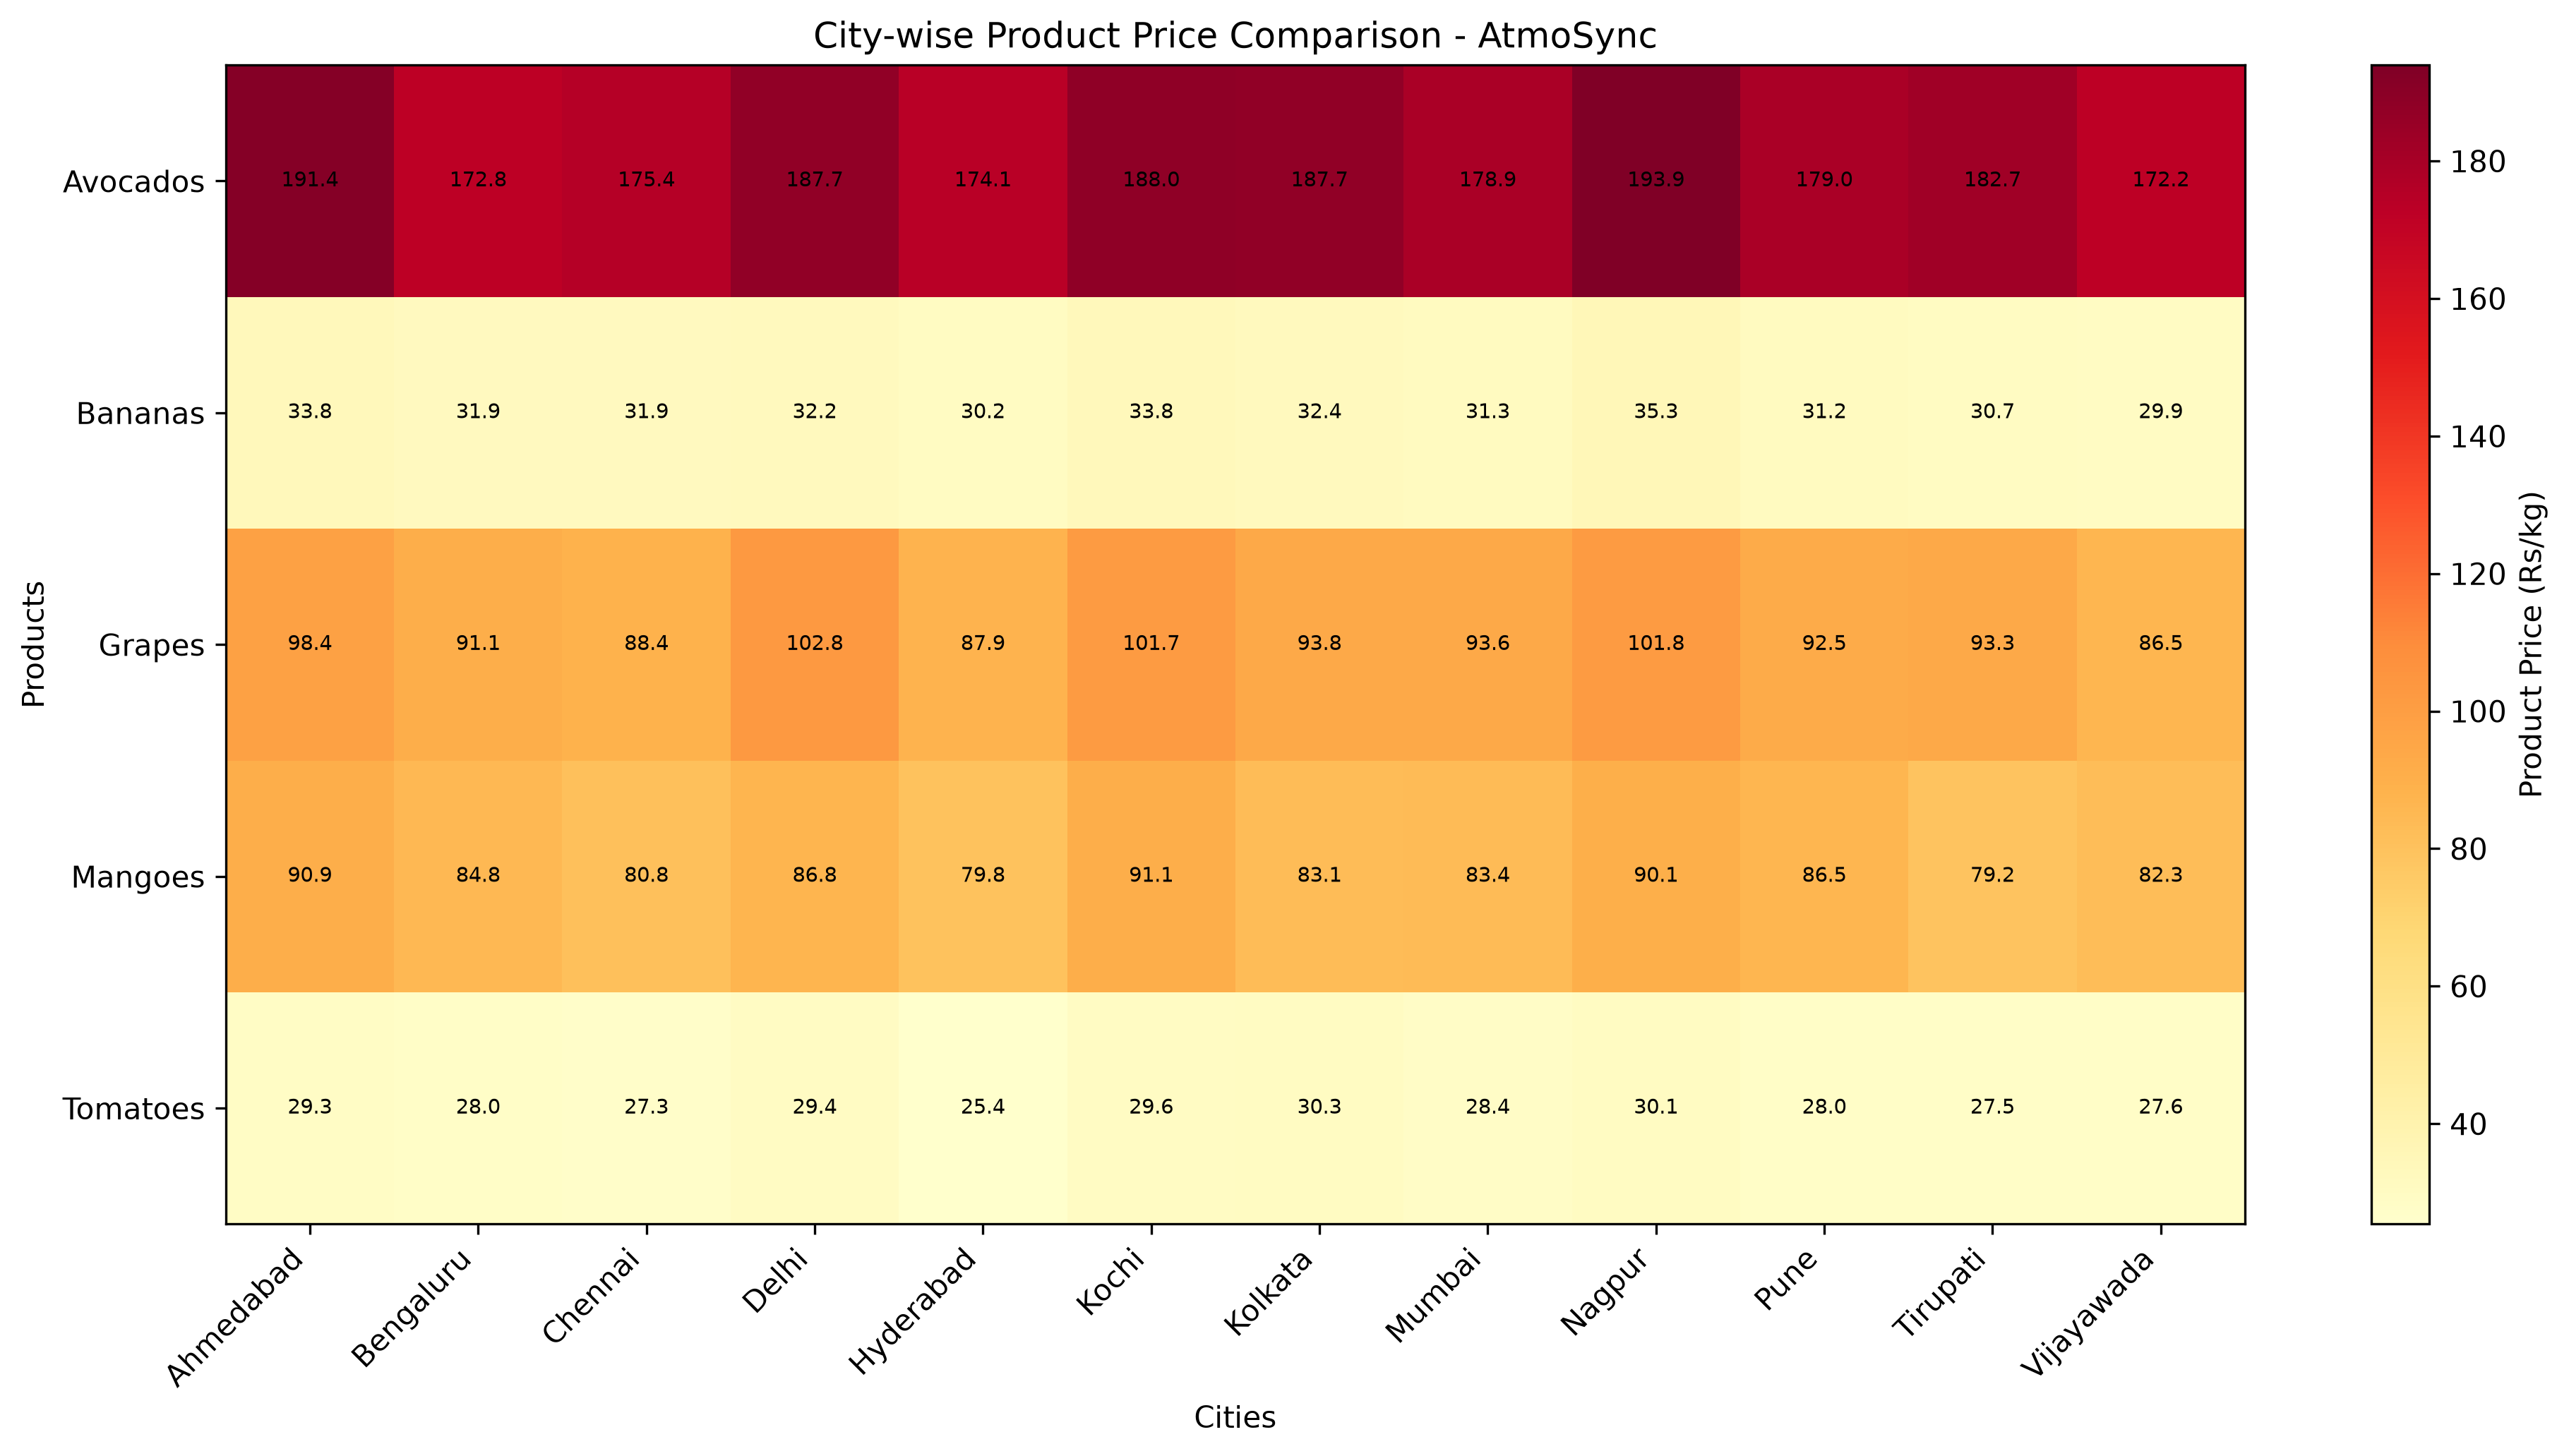 City-wise Product Price Comparison - AtmoSync
Products
Avocados 191.4 172.8 175.4 187.7 174.1 188.0 187.7 178.9 193.9 179.0 182.7 172.2
Bananas 33.8 31.9 31.9 32.2 30.2 33.8 32.4 31.3 35.3 31.2 30.7 29.9
Grapes 98.4 91.1 88.4 102.8 87.9 101.7 93.8 93.6 101.8 92.5 93.3 86.5
Mangoes 90.9 84.8 80.8 86.8 79.8 91.1 83.1 83.4 90.1 86.5 79.2 82.3
Tomatoes 29.3 28.0 27.3 29.4 25.4 29.6 30.3 28.4 30.1 28.0 27.5 27.6
Ahmedabad Bengaluru Chennai Delhi Hyderabad Kochi Kolkata Mumbai Nagpur Pune Tirupati Vijayawada
Cities
180
160
140
120
100
80
60
40
Product Price (Rs/kg)